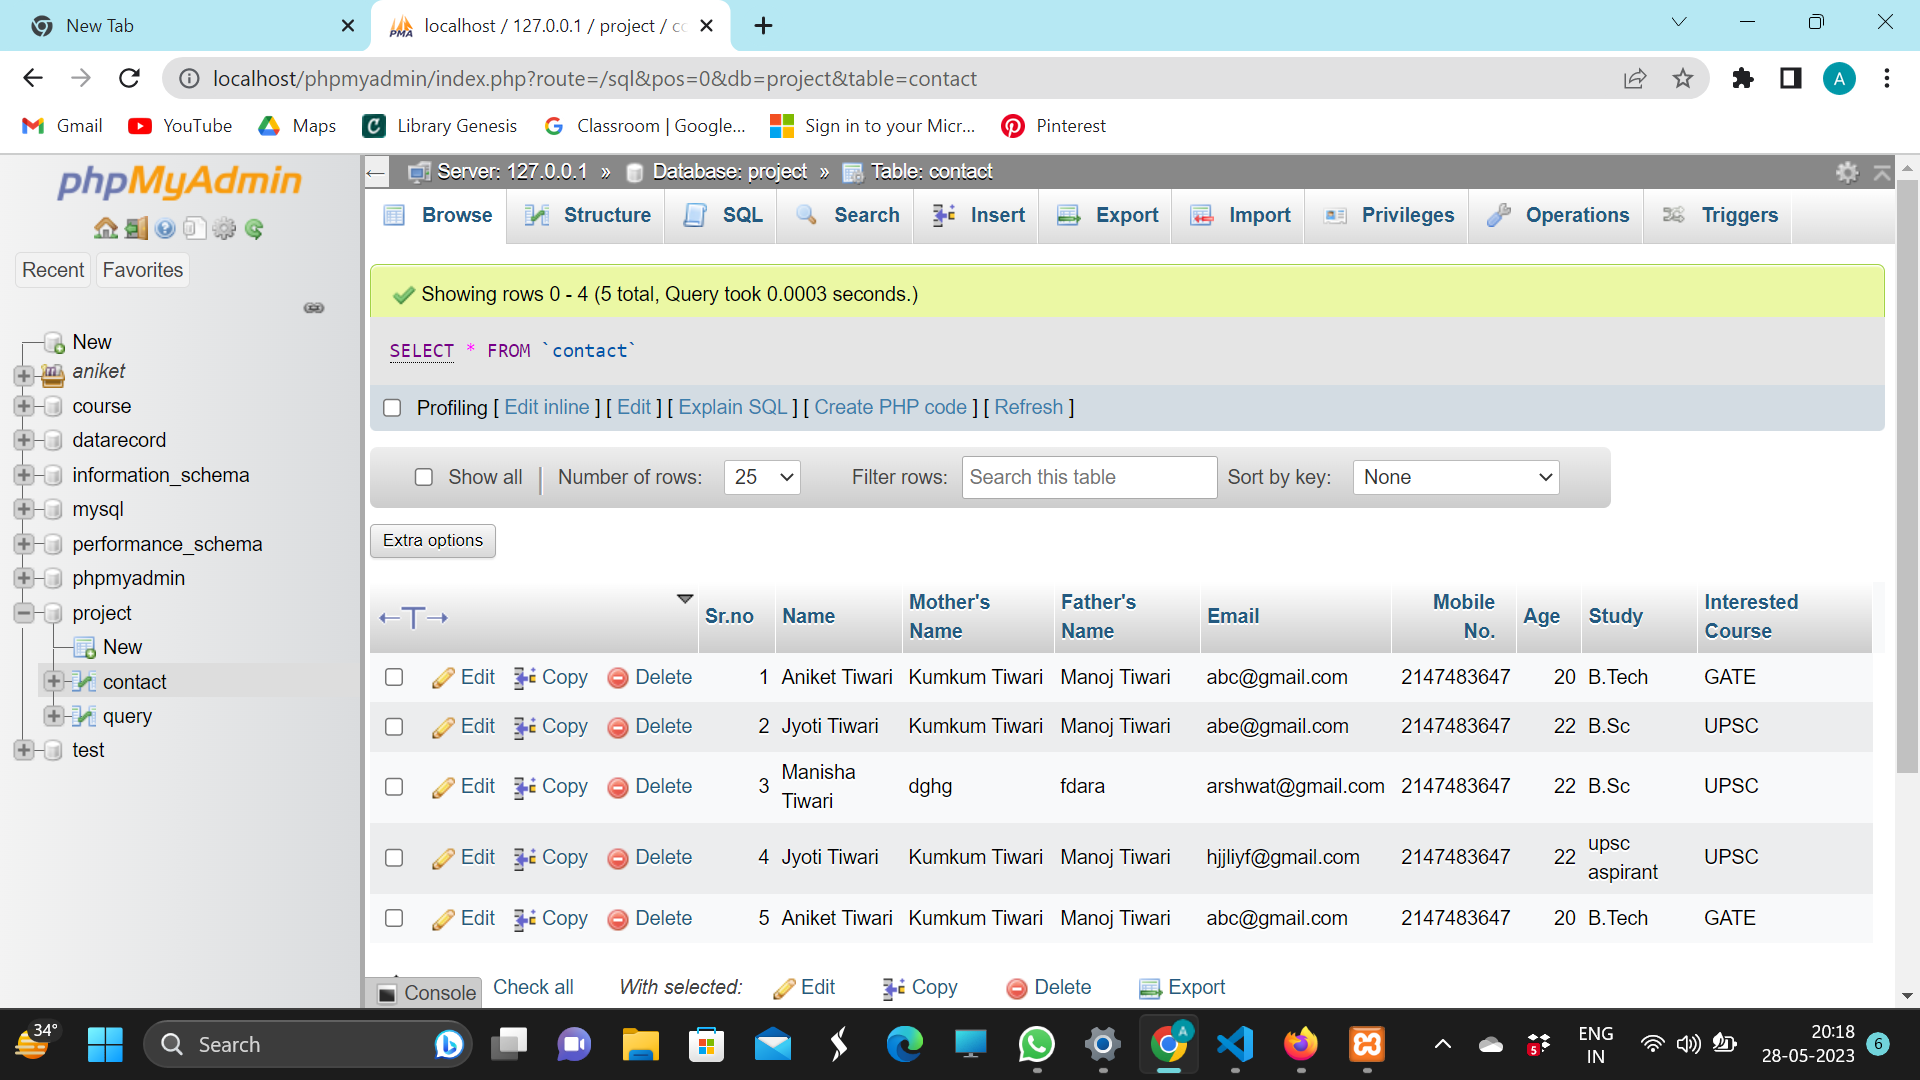 New Tab
localhost / 127.0.0.1 / project / co
localhost/phpmyadmin/index.php?route=/sql&pos=0&db=project&table=contact
A
Gmail YouTube Maps Library Genesis Classroom | Google... Sign in to your Micr... Pinterest
phpMyAdmin
Recent Favorites
New
aniket
course
datarecord
information_schema
mysql
performance_schema
phpmyadmin
project
New
contact
query
test
Server: 127.0.0.1 » Database: project » Table: contact
Browse Structure SQL Search Insert Export Import Privileges Operations Triggers
Showing rows 0 - 4 (5 total, Query took 0.0003 seconds.)
SELECT * FROM `contact`
Profiling [ Edit inline ] [ Edit ] [ Explain SQL ] [ Create PHP code ] [ Refresh ]
Show all | Number of rows: 25 Filter rows: Search this table Sort by key: None
Extra options
←T→ Sr.no Name Mother's Name Father's Name Email Mobile No. Age Study Interested Course
Edit Copy Delete 1 Aniket Tiwari Kumkum Tiwari Manoj Tiwari abc@gmail.com 2147483647 20 B.Tech GATE
Edit Copy Delete 2 Jyoti Tiwari Kumkum Tiwari Manoj Tiwari abe@gmail.com 2147483647 22 B.Sc UPSC
Edit Copy Delete 3 Manisha Tiwari dghg fdara arshwat@gmail.com 2147483647 22 B.Sc UPSC
Edit Copy Delete 4 Jyoti Tiwari Kumkum Tiwari Manoj Tiwari hjjliyf@gmail.com 2147483647 22 upsc aspirant UPSC
Edit Copy Delete 5 Aniket Tiwari Kumkum Tiwari Manoj Tiwari abc@gmail.com 2147483647 20 B.Tech GATE
Console Check all With selected: Edit Copy Delete Export
34°
Search
A
5
ENG
IN
20:18
28-05-2023
6